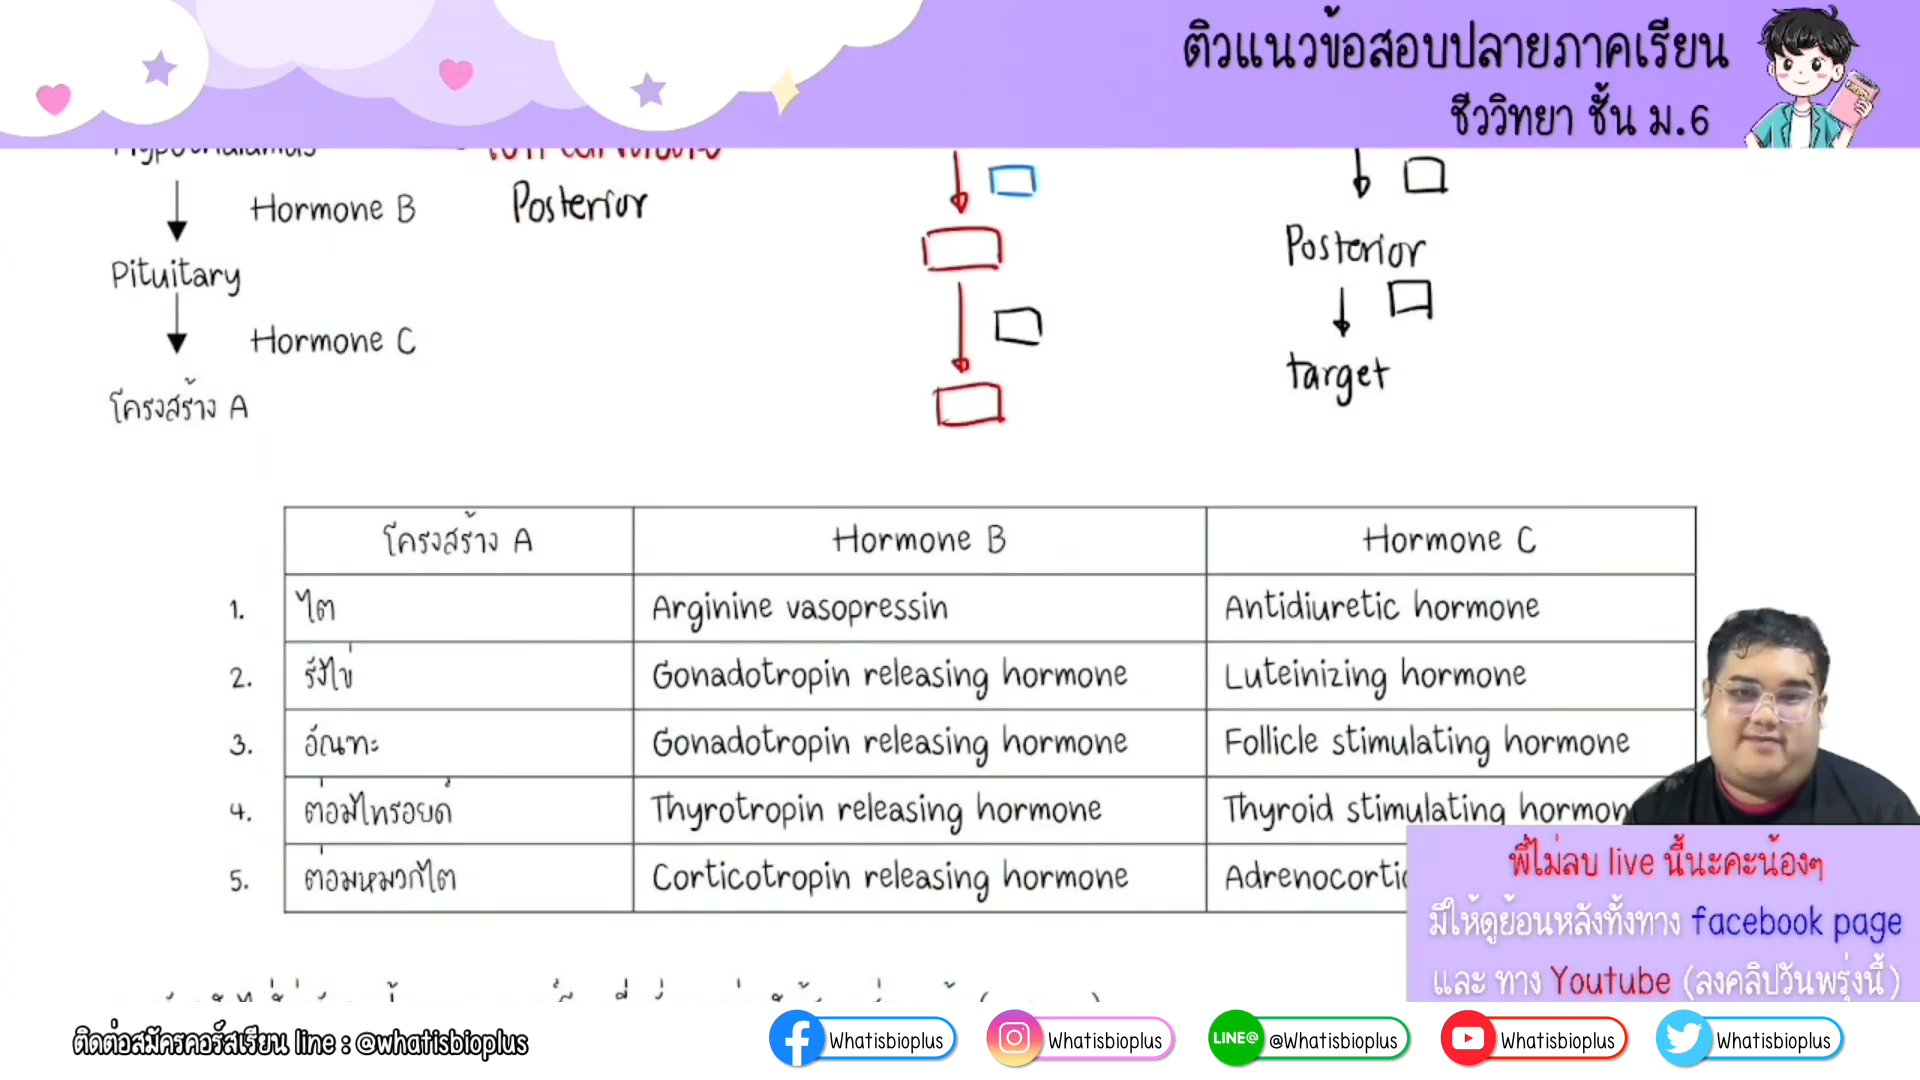 ติวแนวข้อสอบปลายภาคเรียน
ชีววิทยา ชั้น ม.6
Hypothalamus
Hormone B
Posterior
Pituitary
Hormone C
โครงสร้าง A
Posterior
target
โครงสร้าง A Hormone B Hormone C
1. ไต Arginine vasopressin Antidiuretic hormone
2. รังไข่ Gonadotropin releasing hormone Luteinizing hormone
3. อัณฑะ Gonadotropin releasing hormone Follicle stimulating hormone
4. ต่อมไทรอยด์ Thyrotropin releasing hormone Thyroid stimulating hormon
5. ต่อมหมวกไต Corticotropin releasing hormone Adrenocortic
พี่ไม่ลบ live นี้นะคะน้องๆ
มีให้ดูย้อนหลังทั้งทาง facebook page
และ ทาง Youtube (ลงคลิปวันพรุ่งนี้)
ติดต่อสมัครคอร์สเรียน line : @whatisbioplus
Whatisbioplus
Whatisbioplus
LINE@ @Whatisbioplus
Whatisbioplus
Whatisbioplus